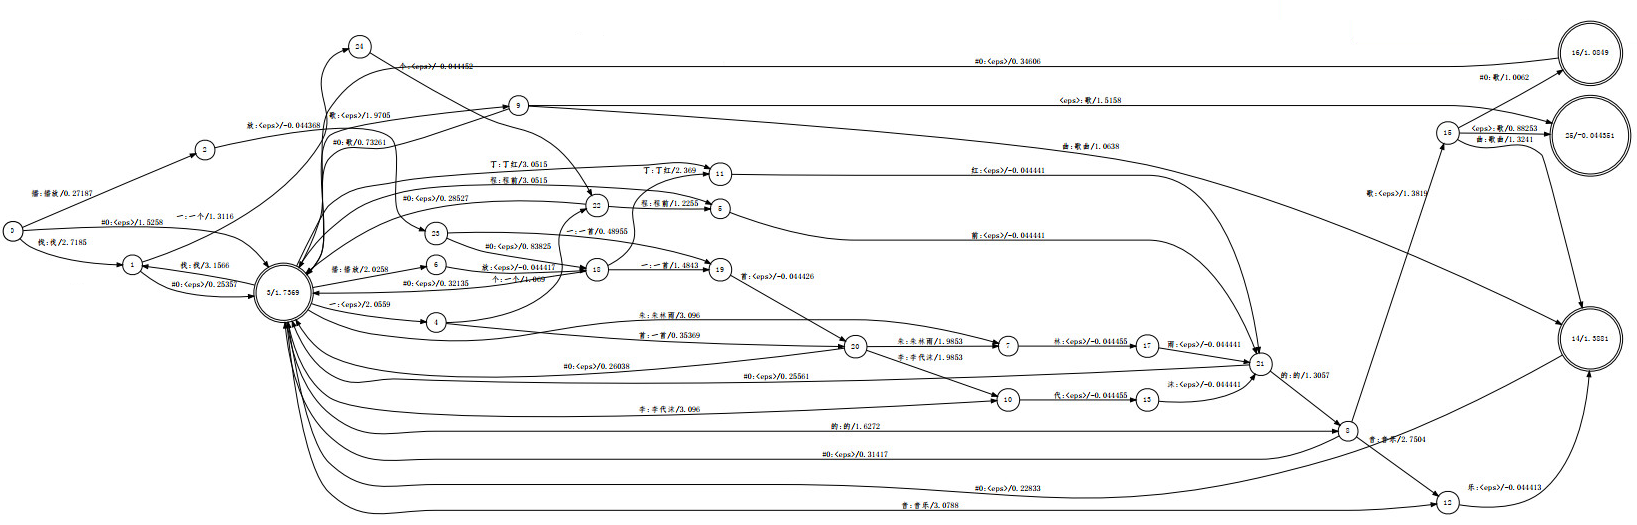 24
个:<eps>/-0.044452
#0:<eps>/0.34606
16/1.0849
#0:歌/1.0062
9
<eps>:歌/1.5158
放:<eps>/-0.044368
歌:<eps>/1.9705
#0:歌/0.73261
15
<eps>:歌/0.88253
曲:歌曲/1.3241
25/-0.044351
2
曲:歌曲/1.0638
丁:丁红/3.0515
丁:丁红/2.369
11
红:<eps>/-0.044441
程:程前/3.0515
播:播放/0.27187
#0:<eps>/0.28527
22
程:程前/1.2255
5
歌:<eps>/1.3819
一:一个/1.3116
#0:<eps>/1.5258
0
23
一:一首/0.48955
前:<eps>/-0.044441
找:找/2.7185
#0:<eps>/0.83825
1
找:找/3.1566
播:播放/2.0258
6
放:<eps>/-0.044417
18
一:一首/1.4843
19
首:<eps>/-0.044426
#0:<eps>/0.25357
#0:<eps>/0.32135
个:一个/1.069
3/1.7369
一:<eps>/2.0559
4
朱:朱林雨/3.096
首:一首/0.35369
20
朱:朱林雨/1.9853
7
林:<eps>/-0.044455
17
雨:<eps>/-0.044441
14/1.3881
李:李代沫/1.9853
#0:<eps>/0.26038
#0:<eps>/0.25561
21
的:的/1.3057
沫:<eps>/-0.044441
李:李代沫/3.096
10
代:<eps>/-0.044455
13
的:的/1.6272
8
音:音乐/2.7504
#0:<eps>/0.31417
#0:<eps>/0.22833
乐:<eps>/-0.044413
音:音乐/3.0788
12